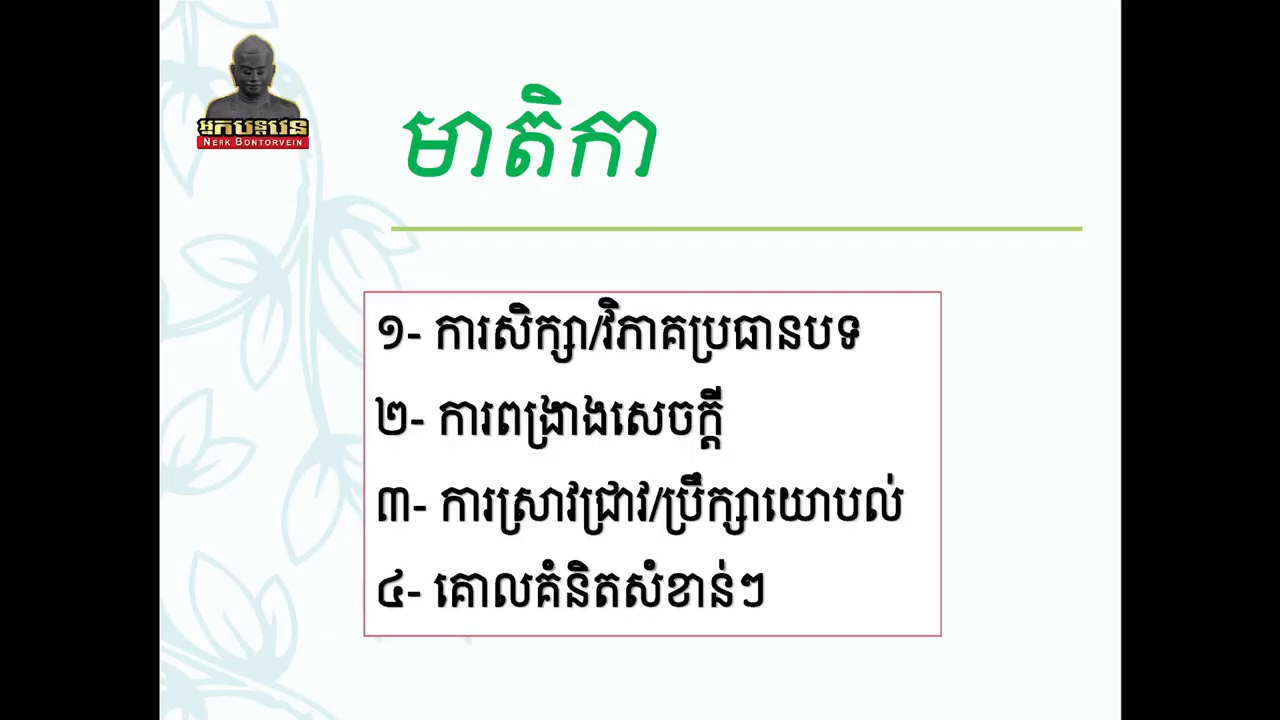 អ្នកបន្តវេន
NEAK BONTORVEIN
មាតិកា
១- ការសិក្សា/វិភាគប្រធានបទ
២- ការពង្រាងសេចក្ដី
៣- ការស្រាវជ្រាវ/ប្រឹក្សាយោបល់
៤- គោលគំនិតសំខាន់ៗ